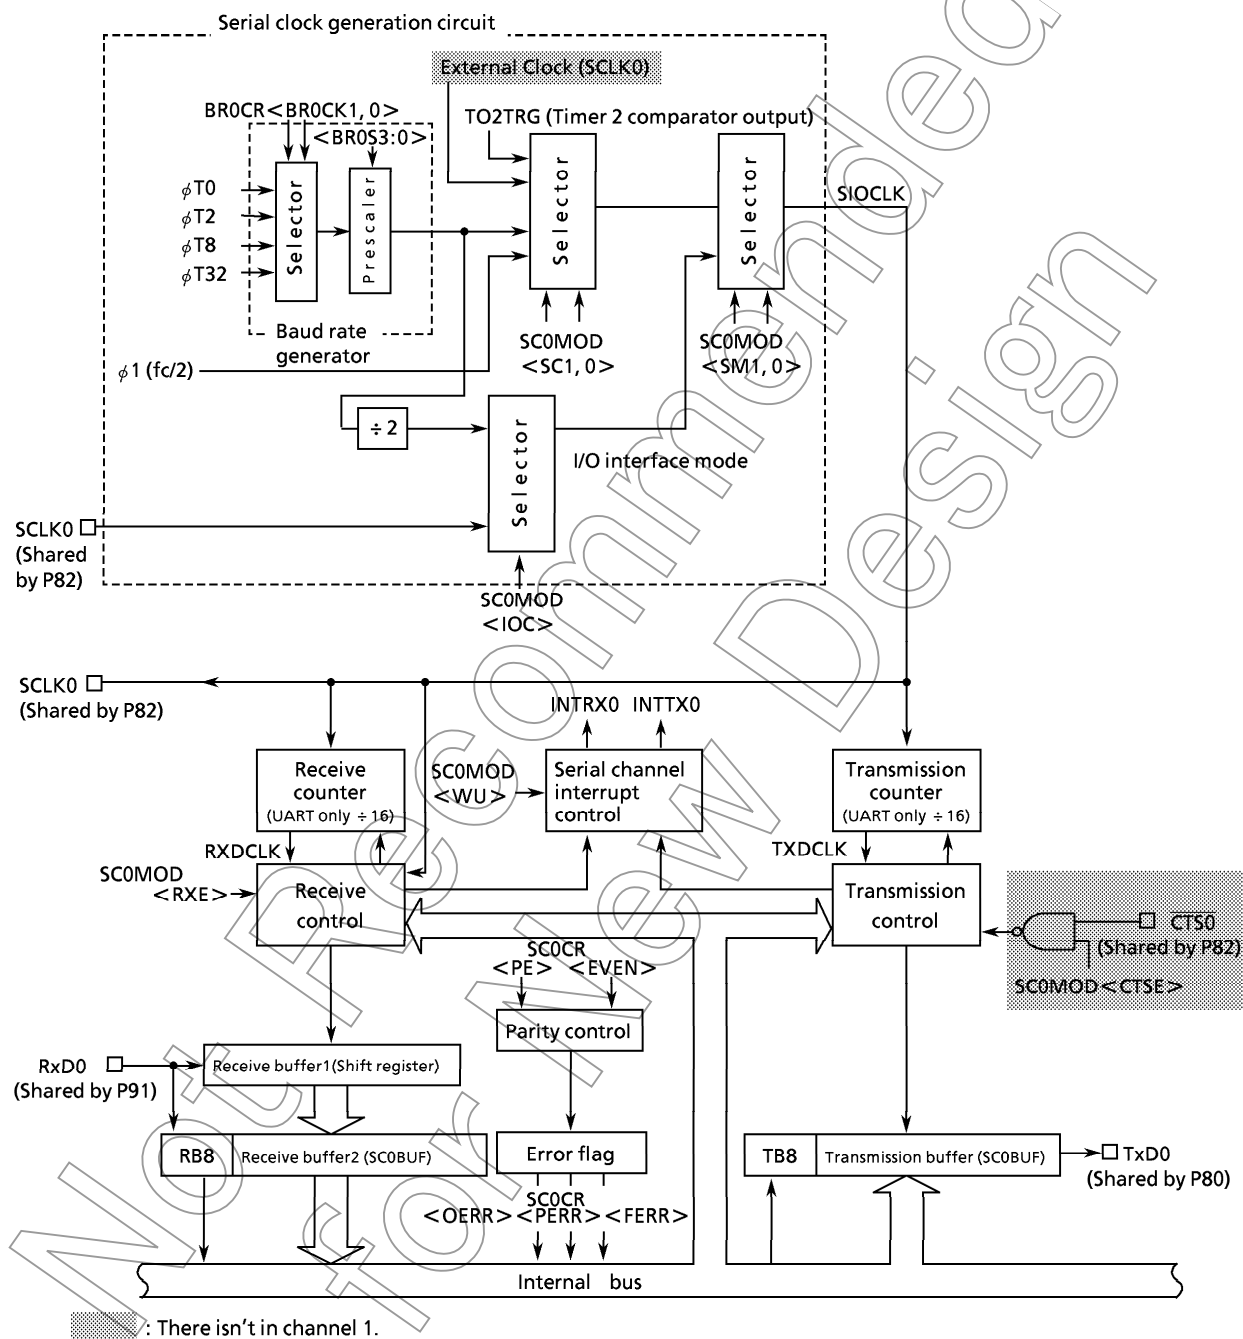 Serial clock generation circuit
External Clock (SCLK0)
BR0CR<BR0CK1, 0>
<BR0S3:0>
TO2TRG (Timer 2 comparator output)
ϕT0
ϕT2
ϕT8
ϕT32
Selector
Prescaler
Selector
Selector
SIOCLK
Baud rate
generator
SC0MOD
<SC1, 0>
SC0MOD
<SM1, 0>
ϕ1 (fc/2)
÷2
Selector
I/O interface mode
SCLK0
(Shared
by P82)
SC0MOD
<IOC>
SCLK0
(Shared by P82)
INTRX0
INTTX0
Receive
counter
(UART only ÷ 16)
SC0MOD
<WU>
Serial channel
interrupt
control
Transmission
counter
(UART only ÷ 16)
RXDCLK
TXDCLK
SC0MOD
<RXE>
Receive
control
Transmission
control
CTS0
(Shared by P82)
SC0MOD<CTSE>
SC0CR
<PE>
<EVEN>
Parity control
RxD0
(Shared by P91)
Receive buffer1(Shift register)
RB8
Receive buffer2 (SC0BUF)
Error flag
TB8
Transmission buffer (SC0BUF)
TxD0
(Shared by P80)
SC0CR
<OERR>
<PERR>
<FERR>
Internal bus
: There isn't in channel 1.
Not Recommended
for New Design